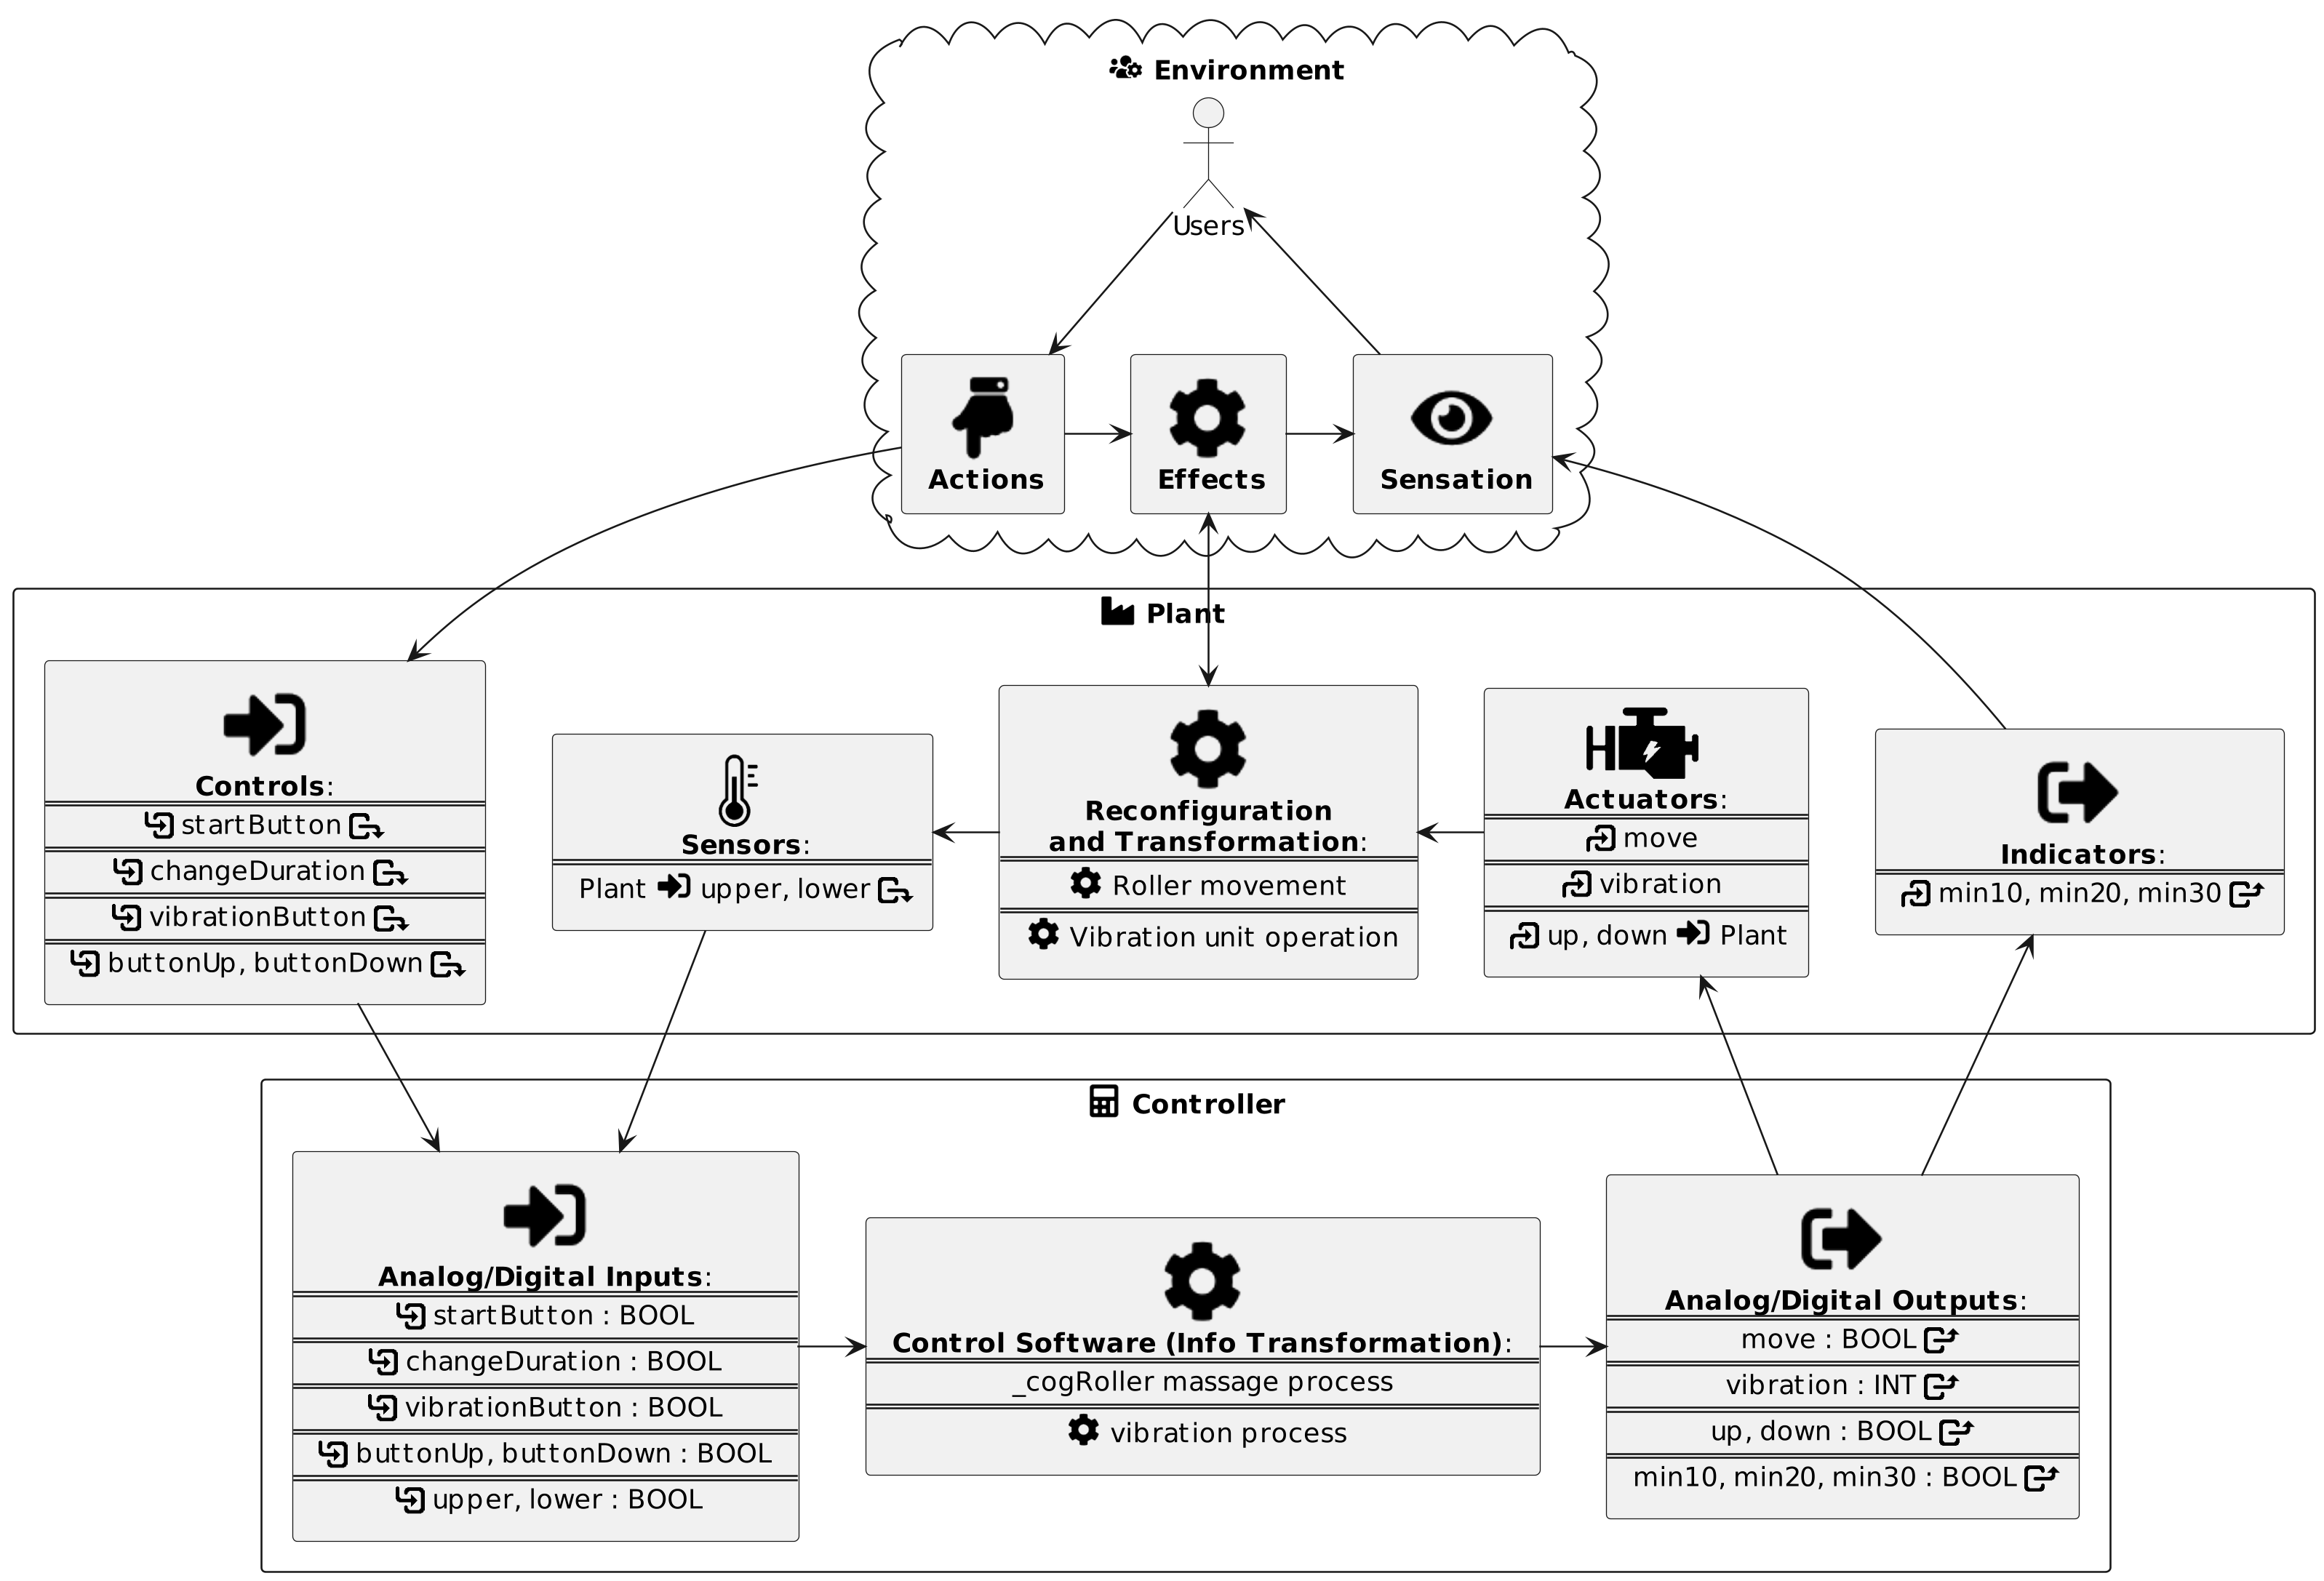 Environment
Users
Actions
Effects
Sensation
Plant
Controls:
startButton
changeDuration
vibrationButton
buttonUp, buttonDown
Sensors:
Plant upper, lower
Reconfiguration
and Transformation:
Roller movement
Vibration unit operation
Actuators:
move
vibration
up, down Plant
Indicators:
min10, min20, min30
Controller
Analog/Digital Inputs:
startButton : BOOL
changeDuration : BOOL
vibrationButton : BOOL
buttonUp, buttonDown : BOOL
upper, lower : BOOL
Control Software (Info Transformation):
_cogRoller massage process
vibration process
Analog/Digital Outputs:
move : BOOL
vibration : INT
up, down : BOOL
min10, min20, min30 : BOOL